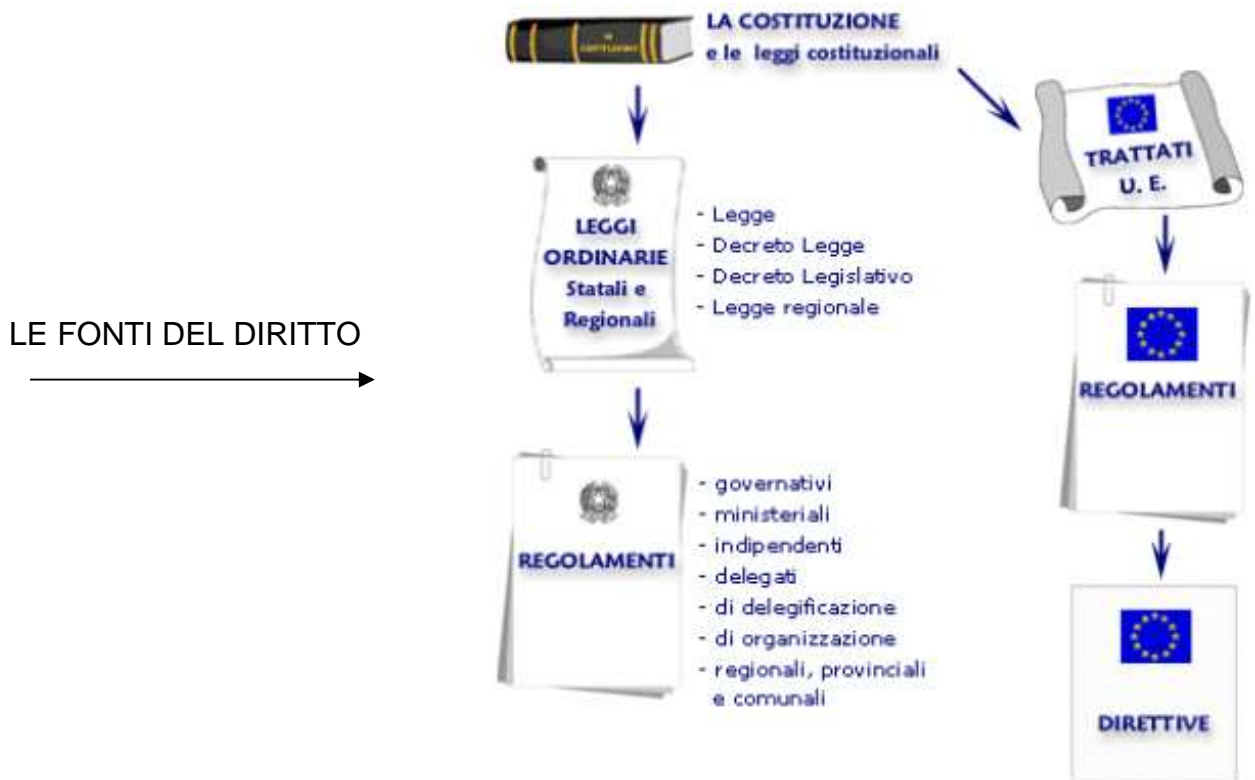 LA COSTITUZIONE
e le leggi costituzionali
TRATTATI
U. E.
LEGGI
ORDINARIE
Statali e
Regionali
- Legge
- Decreto Legge
- Decreto Legislativo
- Legge regionale
LE FONTI DEL DIRITTO
REGOLAMENTI
REGOLAMENTI
- governativi
- ministeriali
- indipendenti
- delegati
- di delegificazione
- di organizzazione
- regionali, provinciali
e comunali
DIRETTIVE